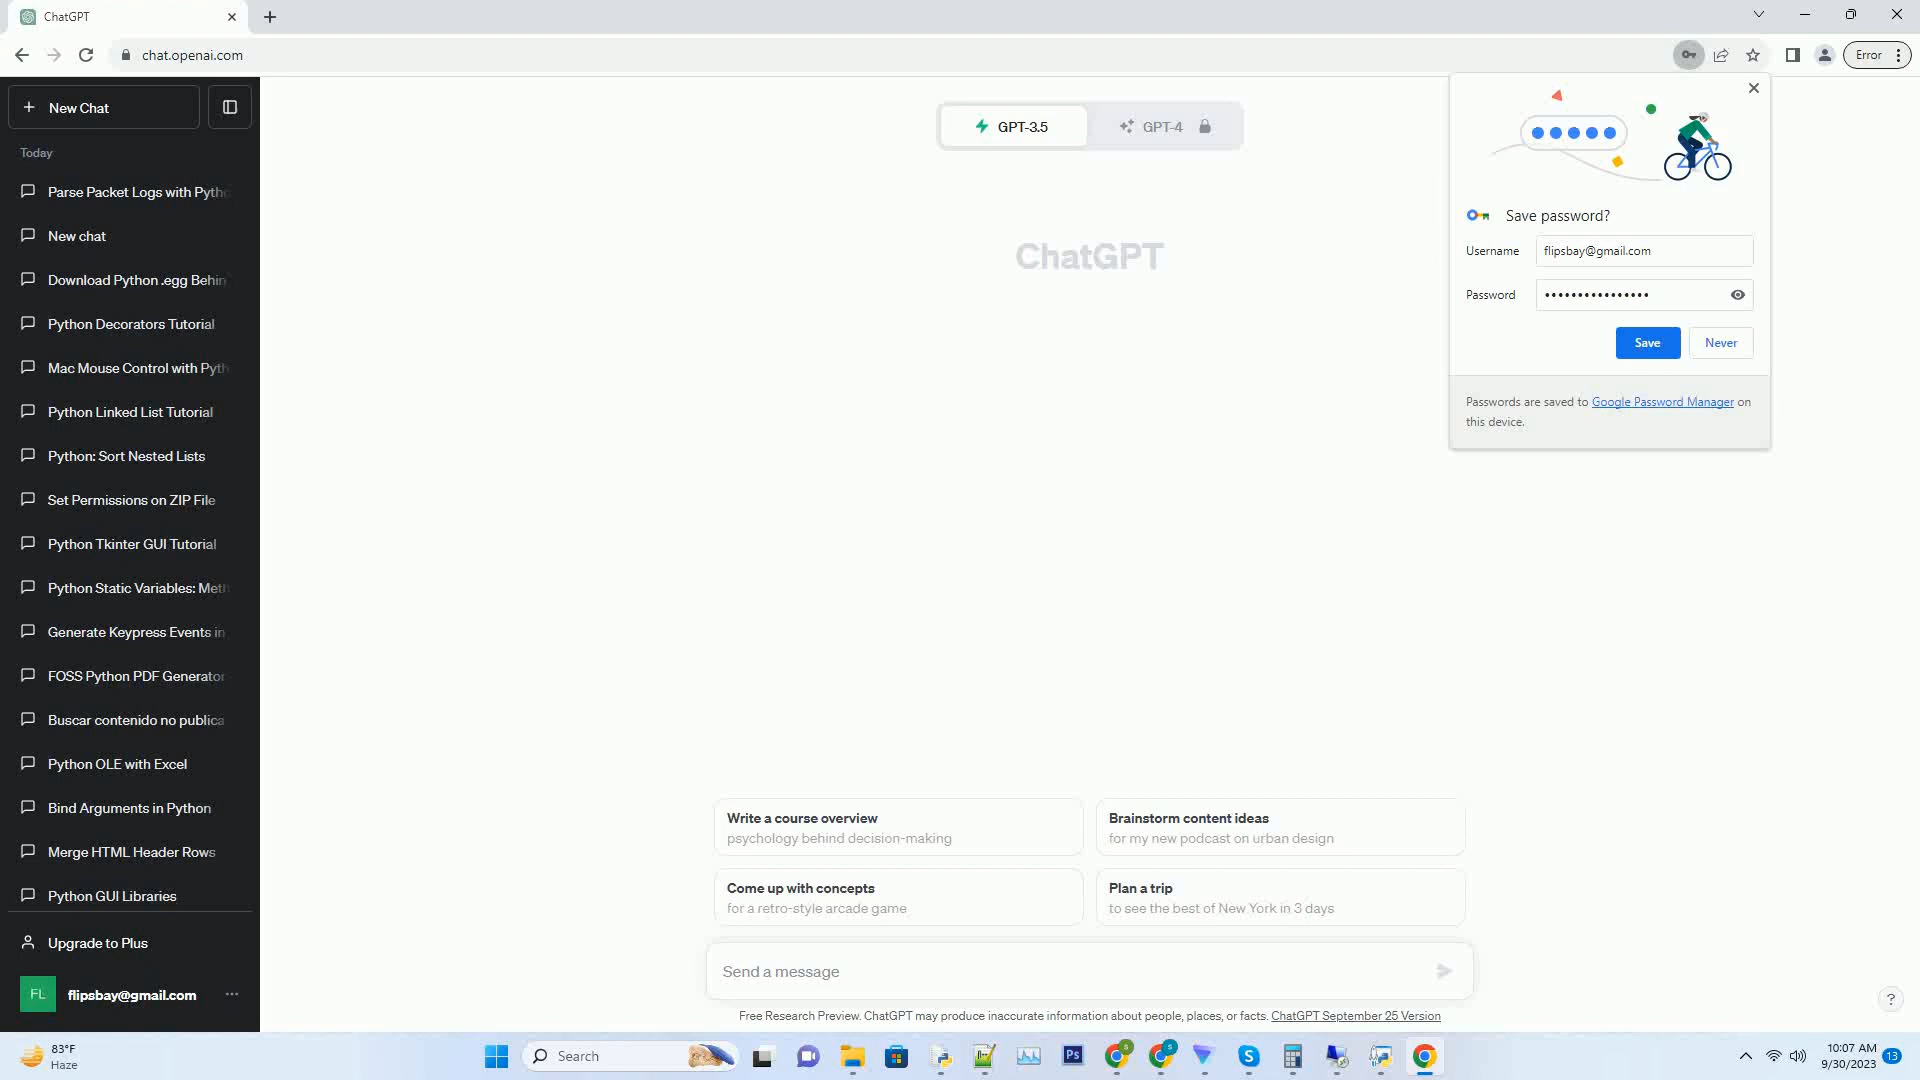 ChatGPT
chat.openai.com
Error
New Chat
Today
Parse Packet Logs with Pytho
New chat
Download Python .egg Behin
Python Decorators Tutorial
Mac Mouse Control with Pyth
Python Linked List Tutorial
Python: Sort Nested Lists
Set Permissions on ZIP File
Python Tkinter GUI Tutorial
Python Static Variables: Meth
Generate Keypress Events in
FOSS Python PDF Generator
Buscar contenido no publica
Python OLE with Excel
Bind Arguments in Python
Merge HTML Header Rows
Python GUI Libraries
Upgrade to Plus
FL
flipsbay@gmail.com
GPT-3.5
GPT-4
ChatGPT
Save password?
Username
flipsbay@gmail.com
Password
••••••••••••••••
Save
Never
Passwords are saved to Google Password Manager on
this device.
Write a course overview
psychology behind decision-making
Brainstorm content ideas
for my new podcast on urban design
Come up with concepts
for a retro-style arcade game
Plan a trip
to see the best of New York in 3 days
Send a message
Free Research Preview. ChatGPT may produce inaccurate information about people, places, or facts. ChatGPT September 25 Version
?
83°F
Haze
Search
Ps
S
S
S
10:07 AM
9/30/2023
13